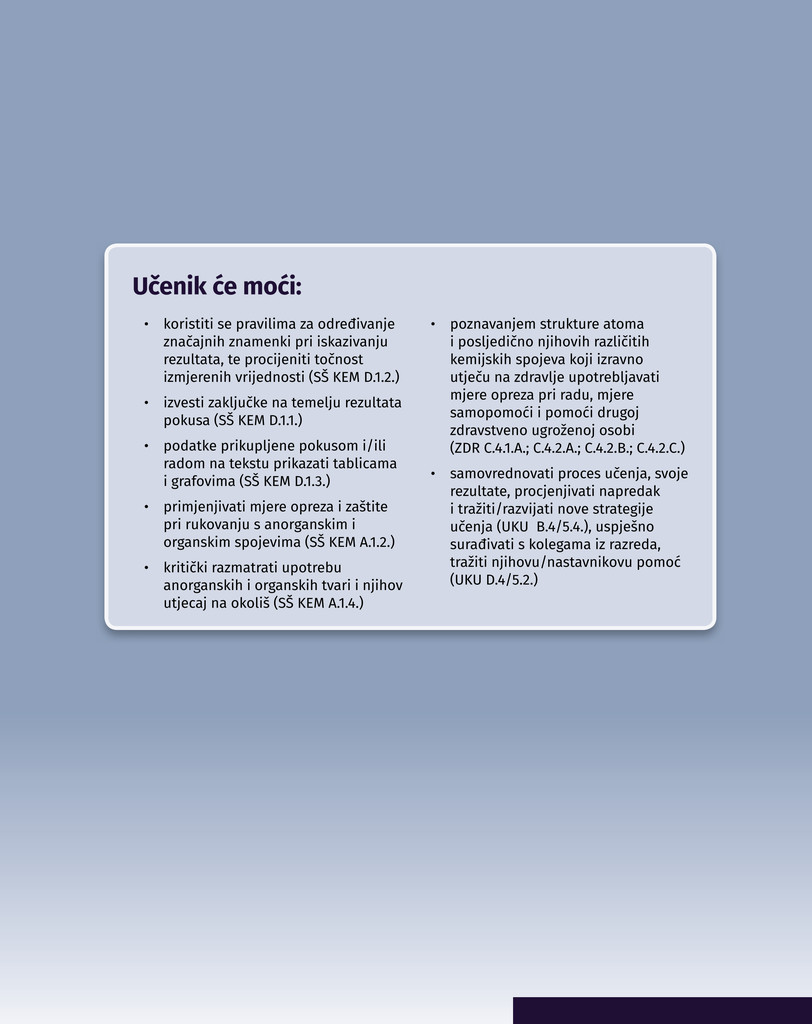 Učenik će moći:
• koristiti se pravilima za određivanje
značajnih znamenki pri iskazivanju
rezultata, te procijeniti točnost
izmjerenih vrijednosti (SŠ KEM D.1.2.)
• izvesti zaključke na temelju rezultata
pokusa (SŠ KEM D.1.1.)
• podatke prikupljene pokusom i/ili
radom na tekstu prikazati tablicama
i grafovima (SŠ KEM D.1.3.)
• primjenjivati mjere opreza i zaštite
pri rukovanju s anorganskim i
organskim spojevima (SŠ KEM A.1.2.)
• kritički razmatrati upotrebu
anorganskih i organskih tvari i njihov
utjecaj na okoliš (SŠ KEM A.1.4.)
• poznavanjem strukture atoma
i posljedično njihovih različitih
kemijskih spojeva koji izravno
utječu na zdravlje upotrebljavati
mjere opreza pri radu, mjere
samopomoći i pomoći drugoj
zdravstveno ugroženoj osobi
(ZDR C.4.1.A.; C.4.2.A.; C.4.2.B.; C.4.2.C.)
• samovrednovati proces učenja, svoje
rezultate, procjenjivati napredak
i tražiti/razvijati nove strategije
učenja (UKU  B.4/5.4.), uspješno
surađivati s kolegama iz razreda,
tražiti njihovu/nastavnikovu pomoć
(UKU D.4/5.2.)